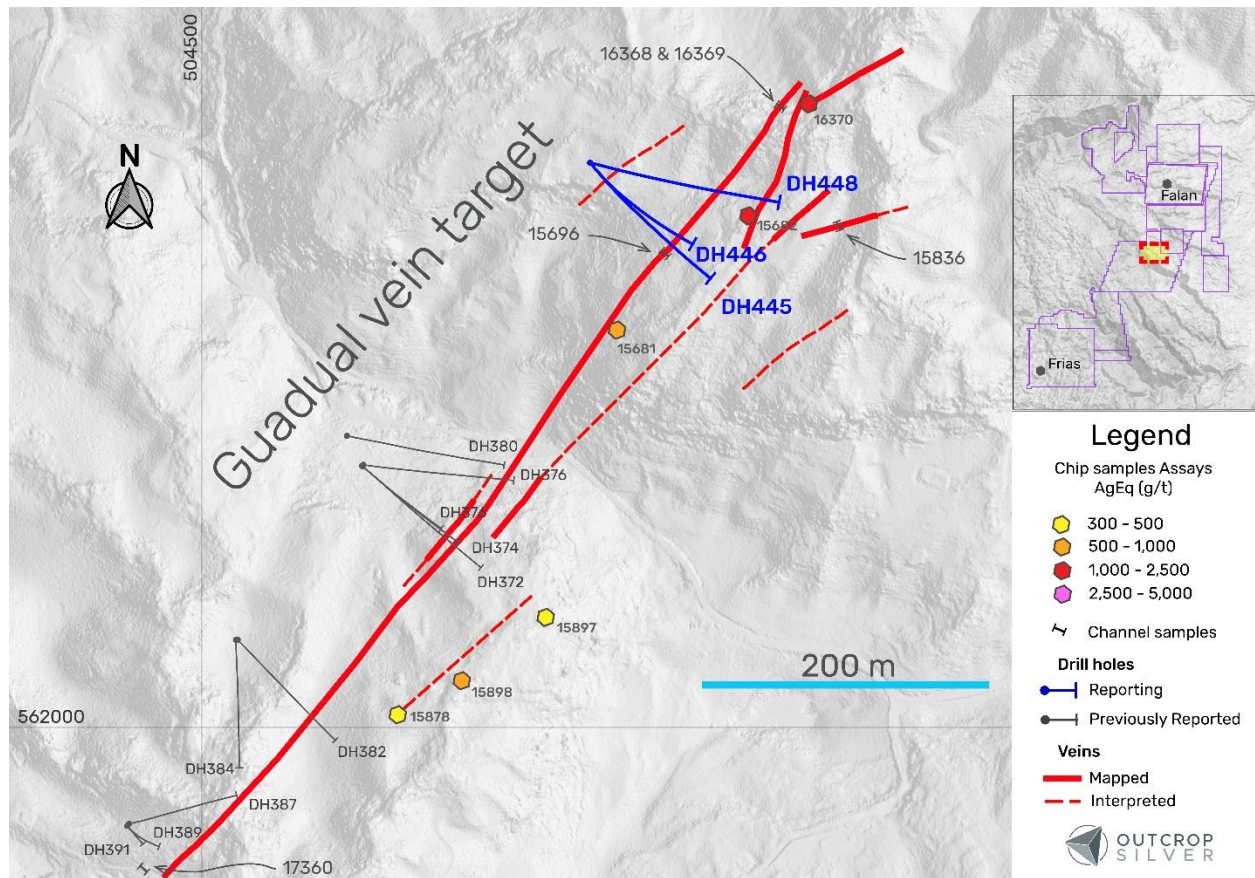 504500
16368 & 16369
16370
N
Guadual vein target
DH448
15682
15696
DH446
15836
DH445
15681
DH380
DH376
DH376
DH374
DH372
15897
200 m
15898
15878
562000
DH382
DH384
DH387
DH389
DH391
17360
Falan
Frias
Legend
Chip samples Assays
AgEq (g/t)
300 - 500
500 - 1,000
1,000 - 2,500
2,500 - 5,000
Channel samples
Drill holes
Reporting
Previously Reported
Veins
Mapped
Interpreted
OUTCROP
SILVER